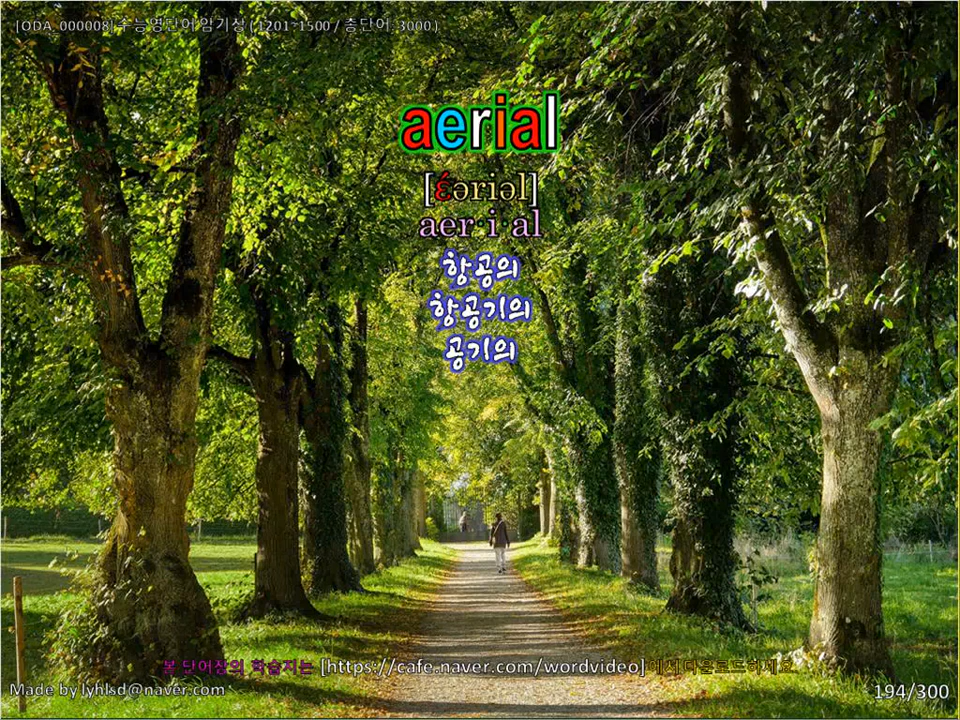 [ODA_000008] 수능영단어암기장 ( 1201~1500 / 총단어: 3000 )
aerial
[ɛ́əriəl]
aer·i·al
항공의
항공기의
공기의
본 단어장의 학습지는 [https://cafe.naver.com/wordvideo]에서 다운로드하세요
Made by lyhlsd@naver.com
194/300